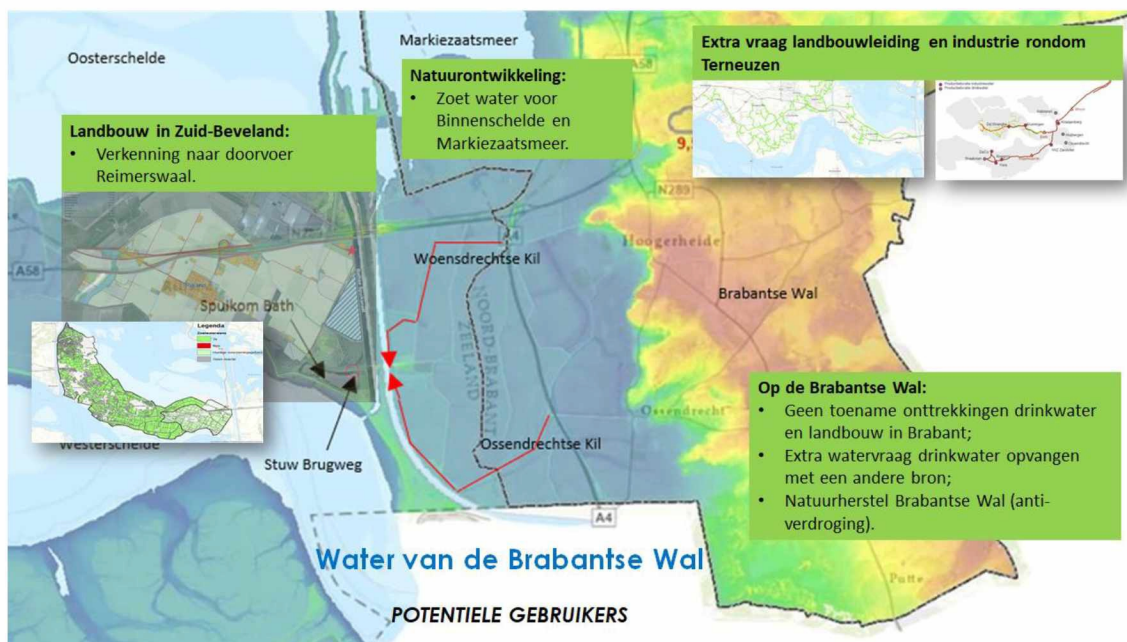 Oosterschelde
Markiezaatsmeer
Natuurontwikkeling:
• Zoet water voor
Binnenschelde en
Markiezaatsmeer.
Extra vraag landbouwleiding en industrie rondom
Terneuzen
Landbouw in Zuid-Beveland:
• Verkenning naar doorvoer
Reimerswaal.
A58
N289
Hoogerheide
Woensdrechtse Kil
A58
Spuikom Bath
Brabantse Wal
NOORD-BRABANT
ZEELAND
Legenda
Ossendrecht
Westerschelde
Stuw Brugweg
Ossendrechtse Kil
Op de Brabantse Wal:
• Geen toename onttrekkingen drinkwater
en landbouw in Brabant;
• Extra watervraag drinkwater opvangen
met een andere bron;
• Natuurherstel Brabantse Wal (anti-
verdroging).
A4
Water van de Brabantse Wal
Putte
POTENTIELE GEBRUIKERS